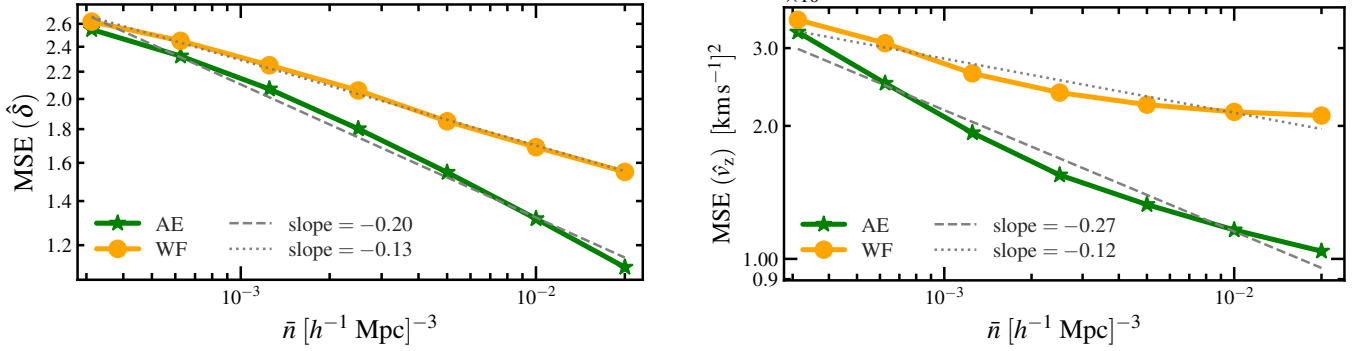 2.6
2.4
2.2
2.0
1.8
1.6
1.4
1.2
MSE (δ̂)
AE
WF
slope = −0.20
slope = −0.13
10⁻³
10⁻²
n̄ [h⁻¹ Mpc]⁻³
3.0
2.0
1.00
0.9
MSE (v̂_z) [kms⁻¹]²
AE
WF
slope = −0.27
slope = −0.12
10⁻³
10⁻²
n̄ [h⁻¹ Mpc]⁻³